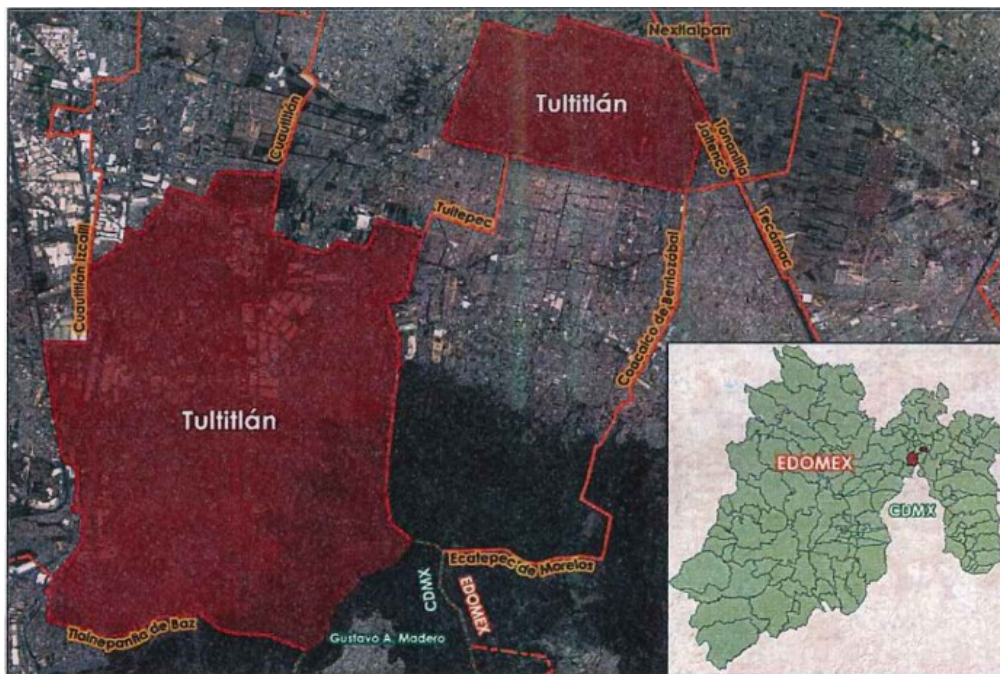 Nextlalpan
Tultitlán
Cuautitlán
Tonanitla
Jaltenco
Tultepec
Tecámac
Cuautitlán Izcalli
Coacalco de Berriozábal
Tultitlán
EDOMEX
CDMX
Ecatepec de Morelos
CDMX
EDOMEX
Tlalnepantla de Baz
Gustavo A. Madero